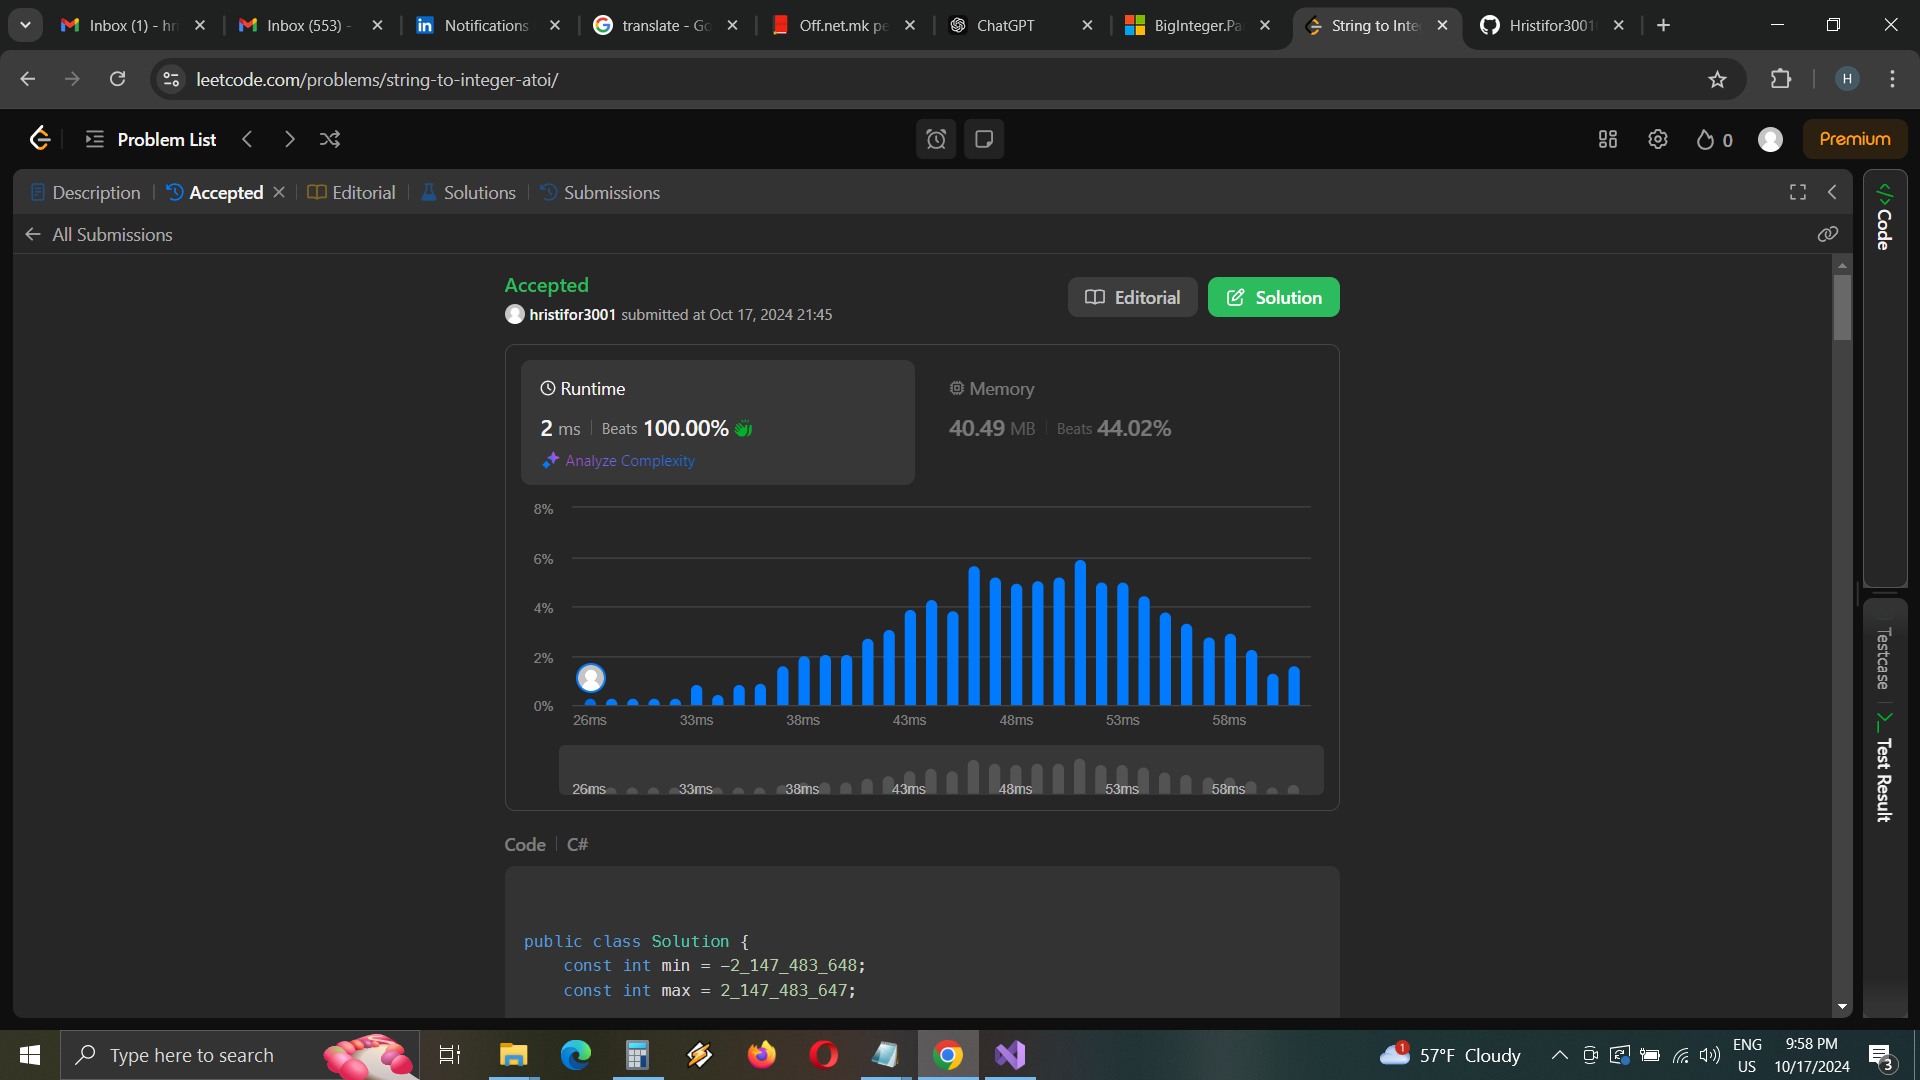 Inbox (1) - hri
Inbox (553) -
Notifications
translate - Go
Off.net.mk pe
ChatGPT
BigInteger.Pa
String to Inte
Hristifor3001
leetcode.com/problems/string-to-integer-atoi/
H
Problem List
0
Premium
Description
Accepted
Editorial
Solutions
Submissions
Code
All Submissions
Accepted
hristifor3001 submitted at Oct 17, 2024 21:45
Editorial
Solution
Runtime
2 ms
Beats 100.00%
Analyze Complexity
Memory
40.49 MB
Beats 44.02%
8%
6%
4%
2%
0%
26ms 33ms 38ms 43ms 48ms 53ms 58ms
26ms 33ms 38ms 43ms 48ms 53ms 58ms
Testcase
Test Result
Code
C#
public class Solution {
const int min = -2_147_483_648;
const int max = 2_147_483_647;
Type here to search
1
57°F Cloudy
ENG
US
9:58 PM
10/17/2024
3